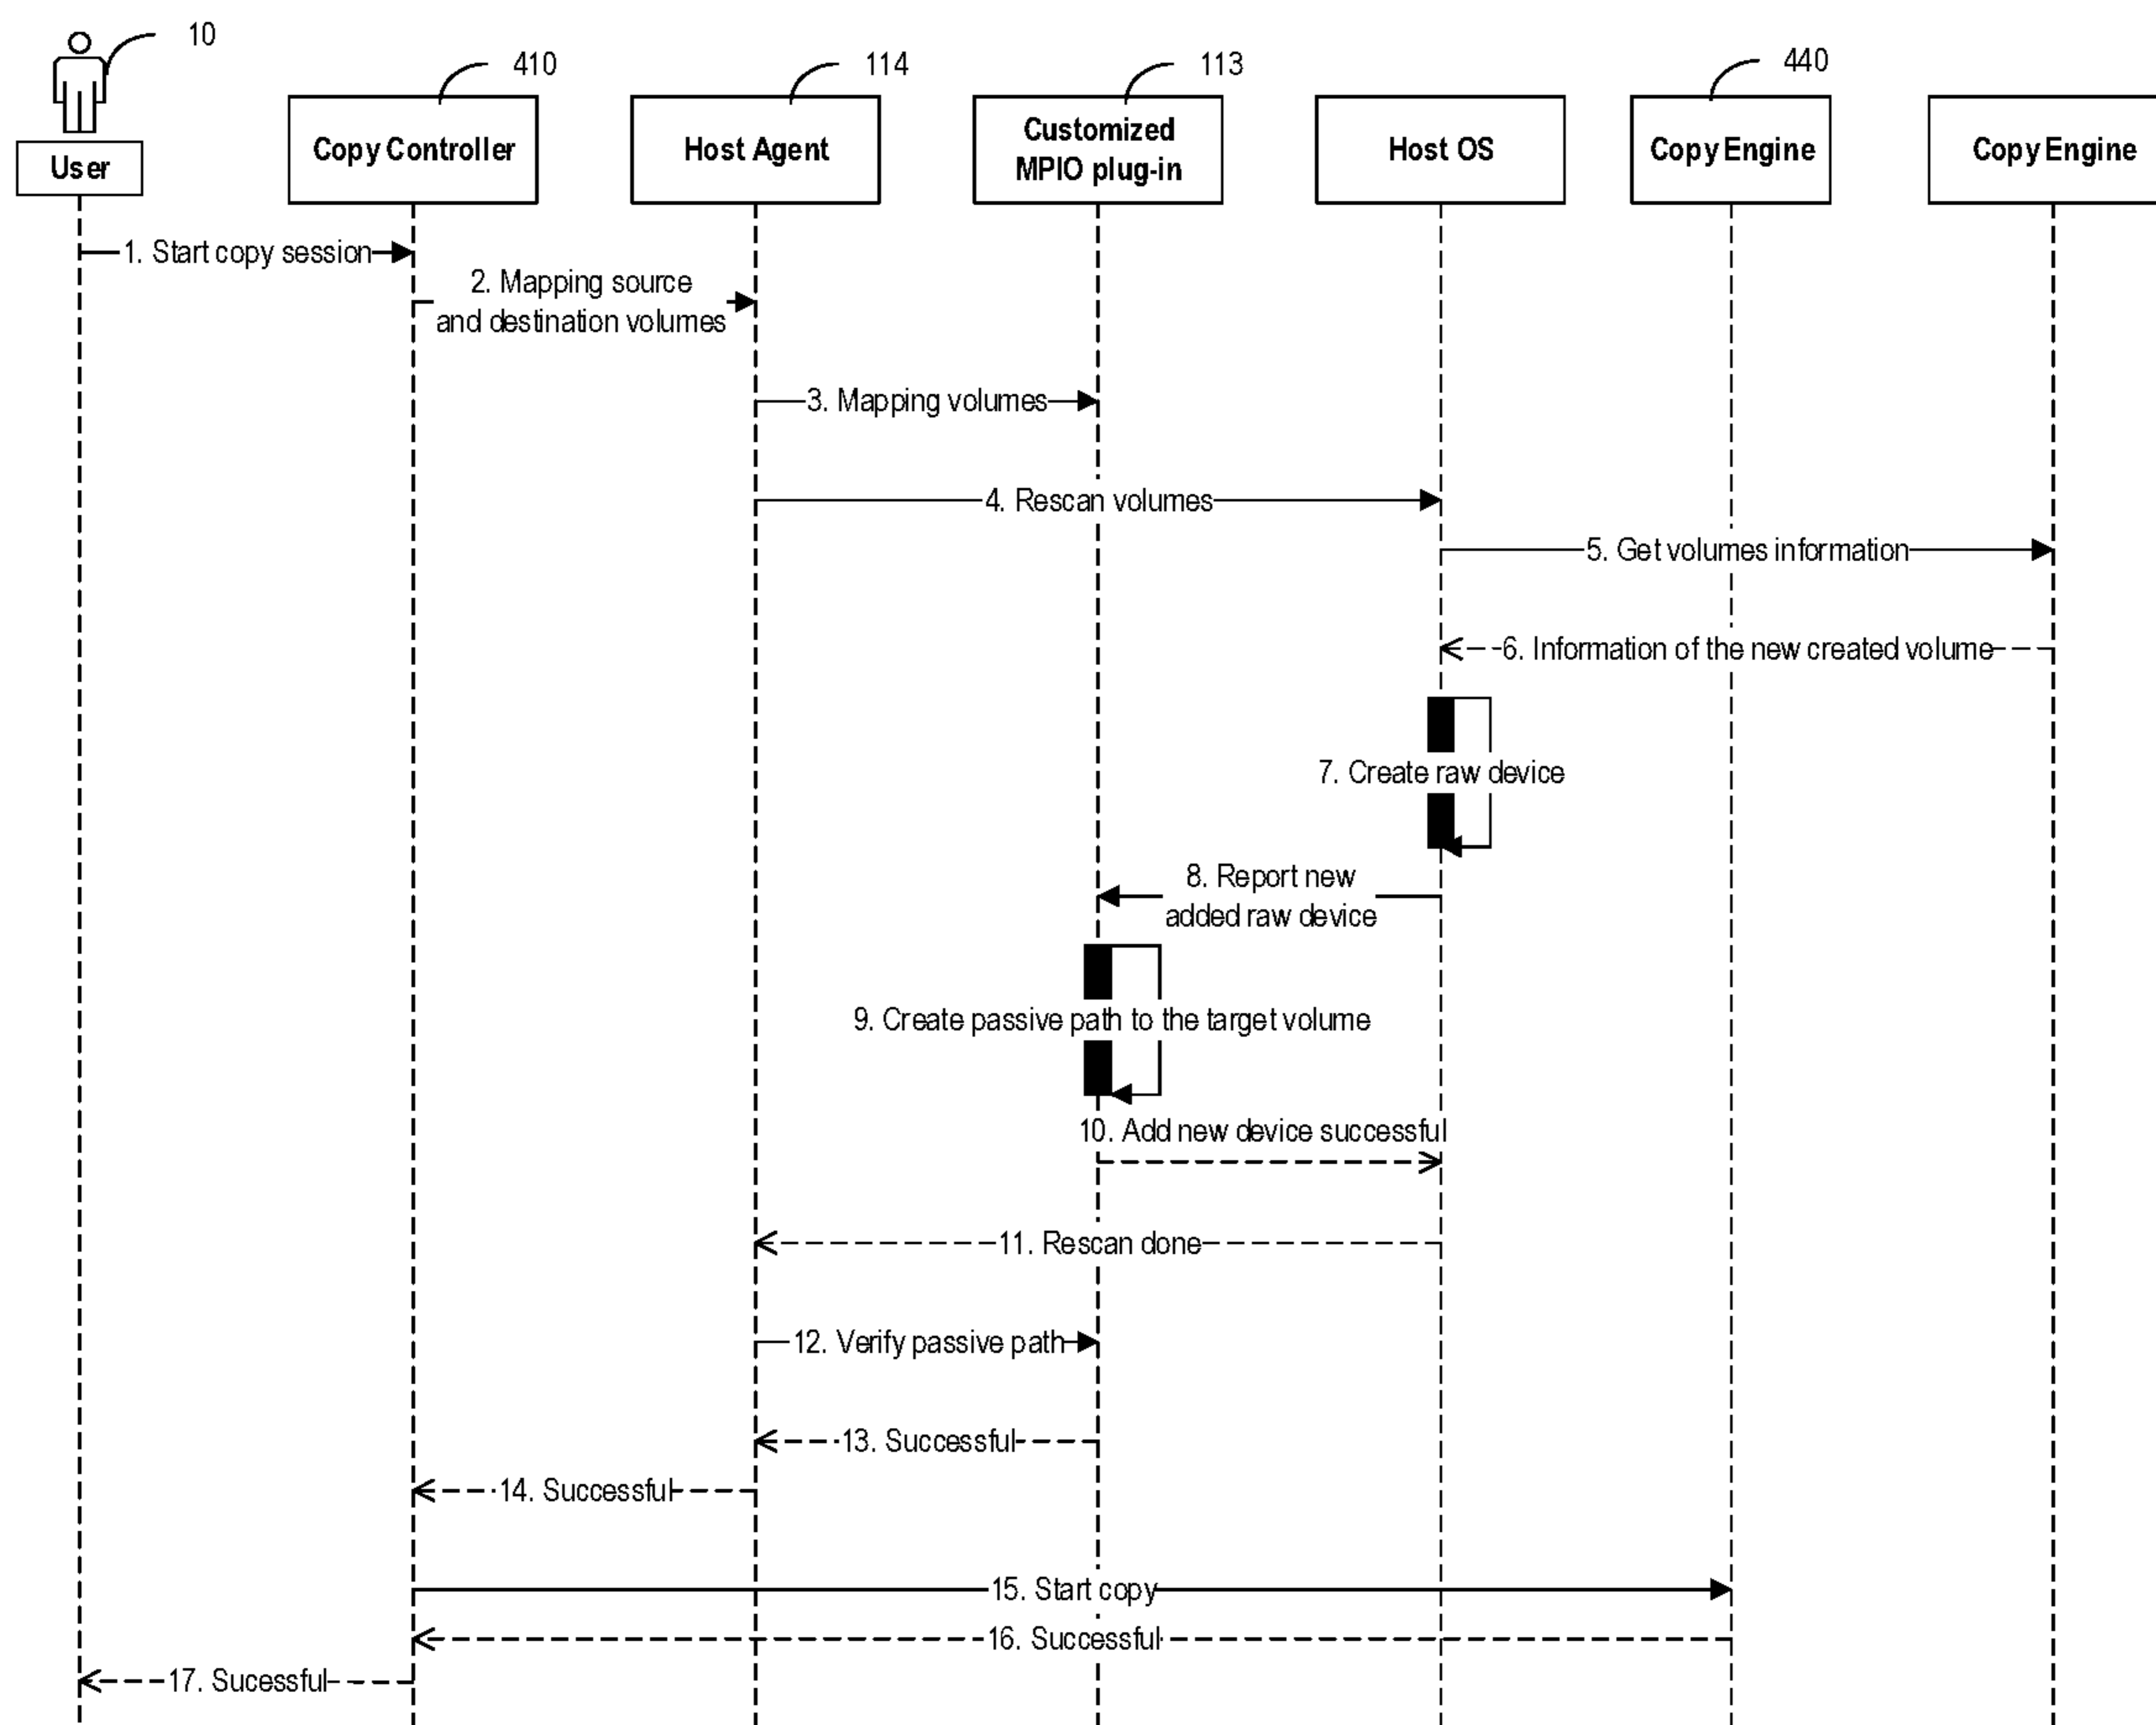 10
410
114
113
440
User
Copy Controller
Host Agent
Customized
MPIO plug-in
Host OS
Copy Engine
Copy Engine
1. Start copy session
2. Mapping source
and destination volumes
3. Mapping volumes
4. Rescan volumes
5. Get volumes information
6. Information of the new created volume
7. Create raw device
8. Report new
added raw device
9. Create passive path to the target volume
10. Add new device successful
11. Rescan done
12. Verify passive path
13. Successful
14. Successful
15. Start copy
16. Successful
17. Sucessful